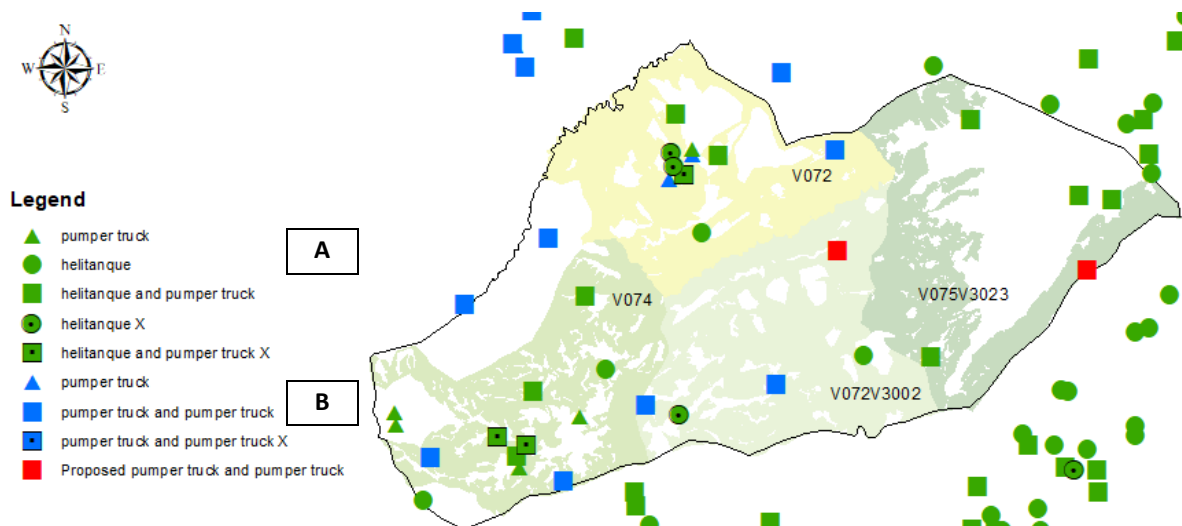 N
W E
S
Legend
pumper truck
helitanque
helitanque and pumper truck
helitanque X
helitanque and pumper truck X
pumper truck
pumper truck and pumper truck
pumper truck and pumper truck X
Proposed pumper truck and pumper truck
A
B
V072
V074
V075V3023
V072V3002